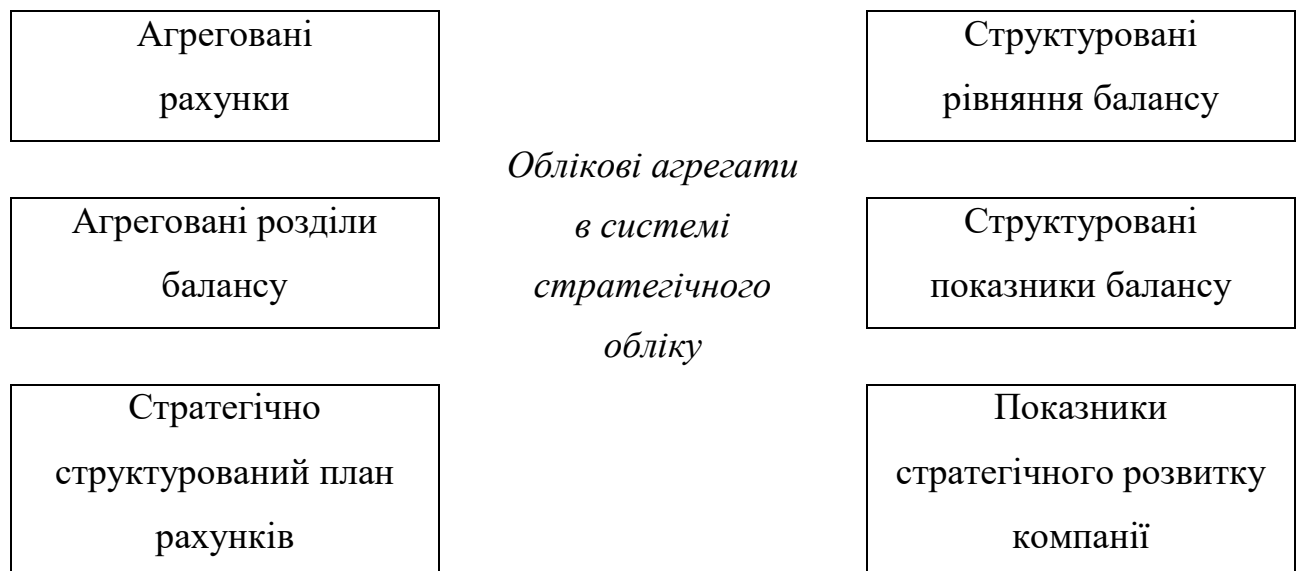 Агреговані
рахунки
Структуровані
рівняння балансу
Облікові агрегати
в системі
стратегічного
обліку
Агреговані розділи
балансу
Структуровані
показники балансу
Стратегічно
структурований план
рахунків
Показники
стратегічного розвитку
компанії